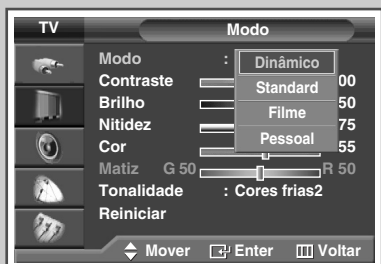 TV Modo
Modo : Dinâmico
Contraste 00
Standard
Brilho 50
Filme
Nitidez 75
Pessoal
Cor 55
Matiz G 50 R 50
Tonalidade : Cores frias2
Reiniciar
Mover Enter Voltar